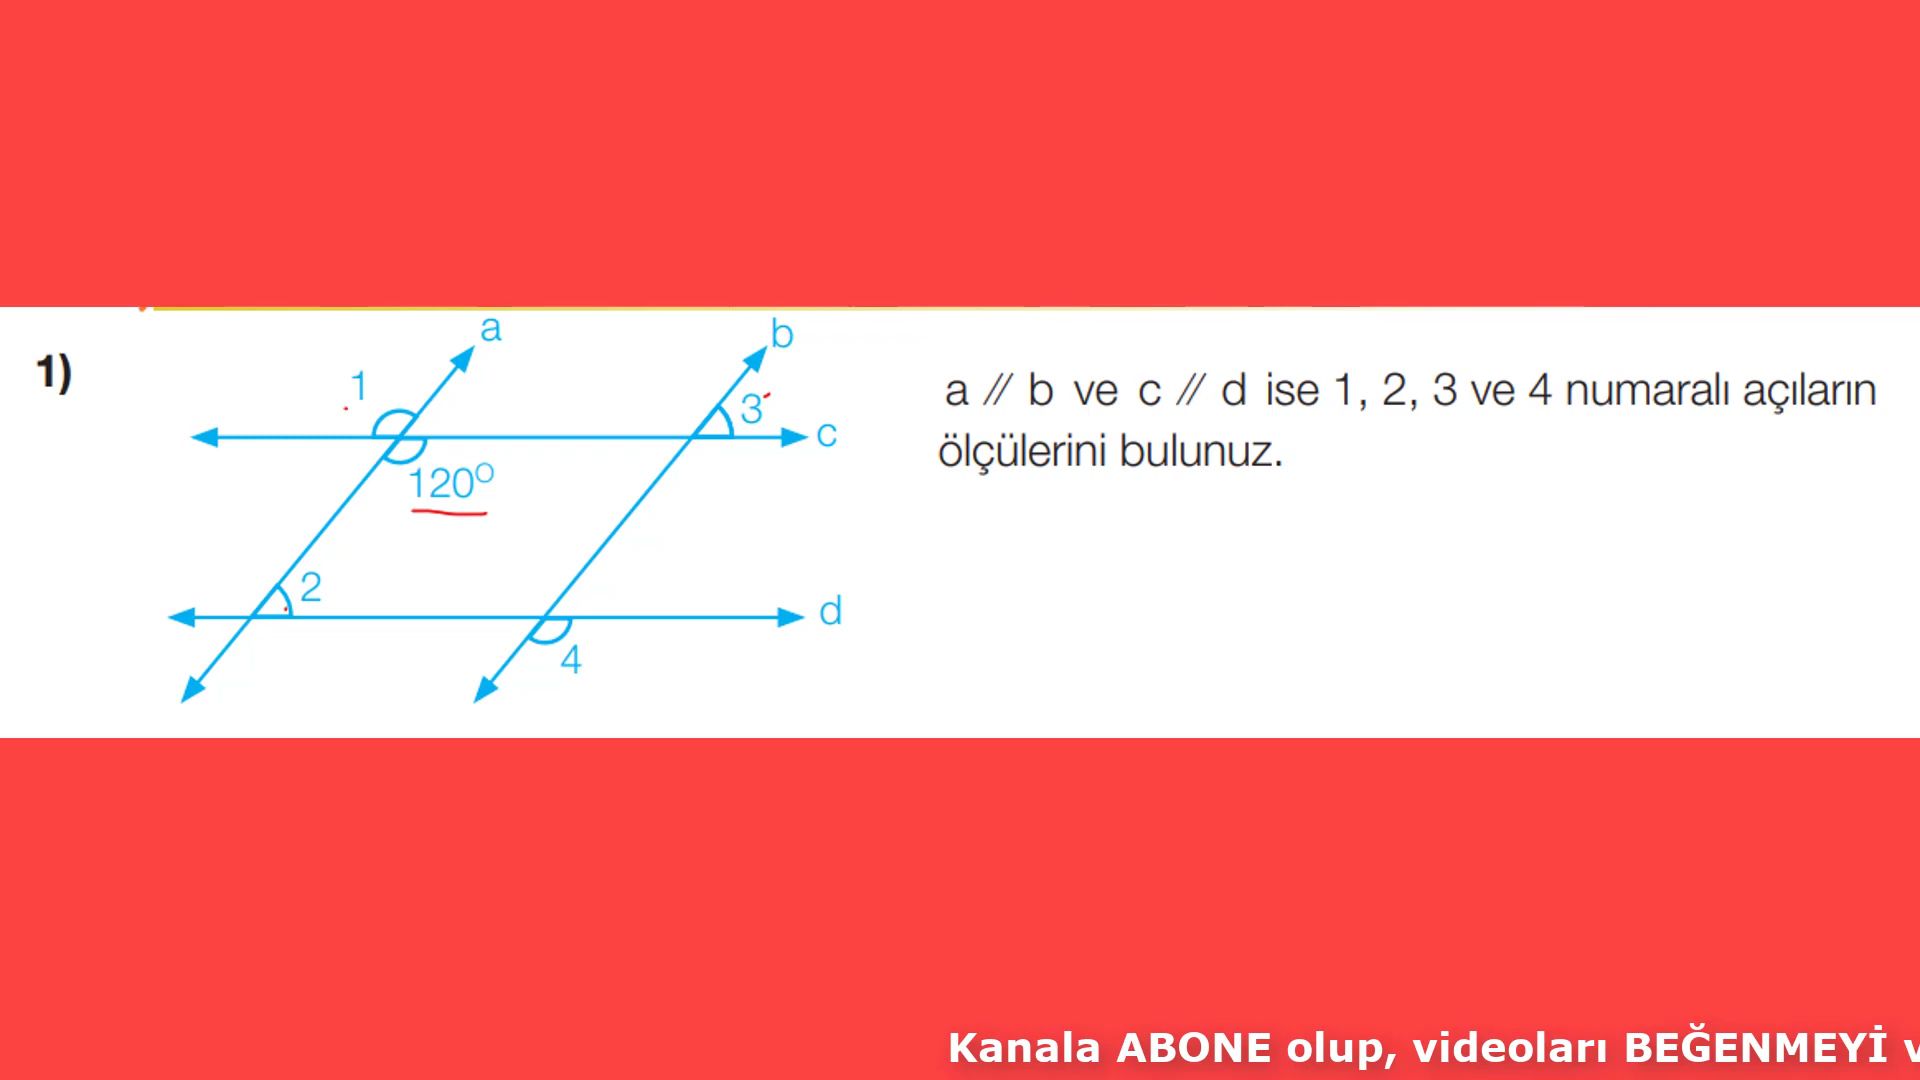 1)
a
b
1
3
c
120°
2
d
4
a // b ve c // d ise 1, 2, 3 ve 4 numaralı açıların
ölçülerini bulunuz.
Kanala ABONE olup, videoları BEĞENMEYİ v